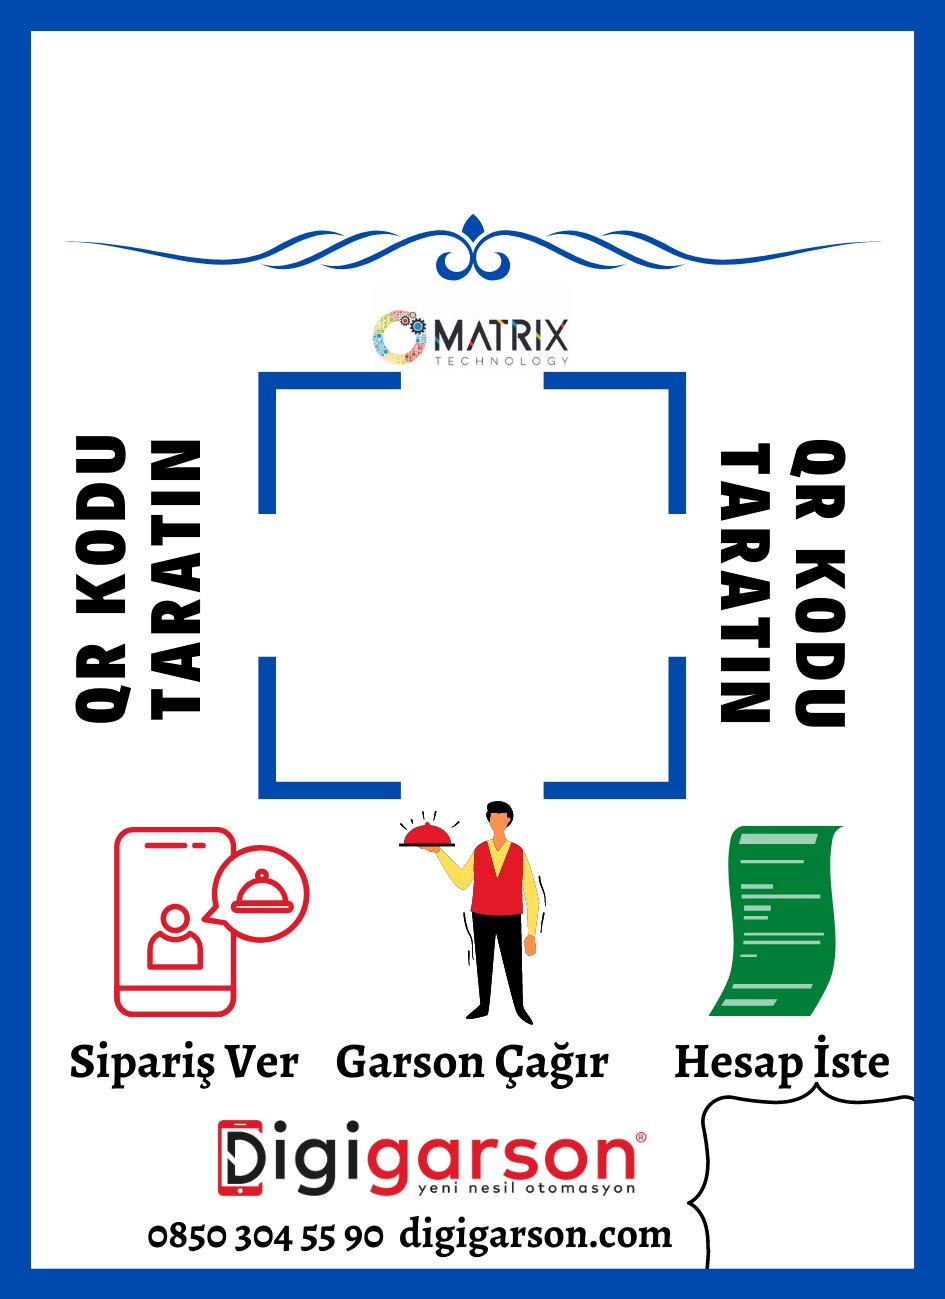 MATRIX
TECHNOLOGY
QR KODU
TARATIN
QR KODU
TARATIN
Sipariş Ver
Garson Çağır
Hesap İste
Digigarson®
yeni nesil otomasyon
0850 304 55 90 digigarson.com